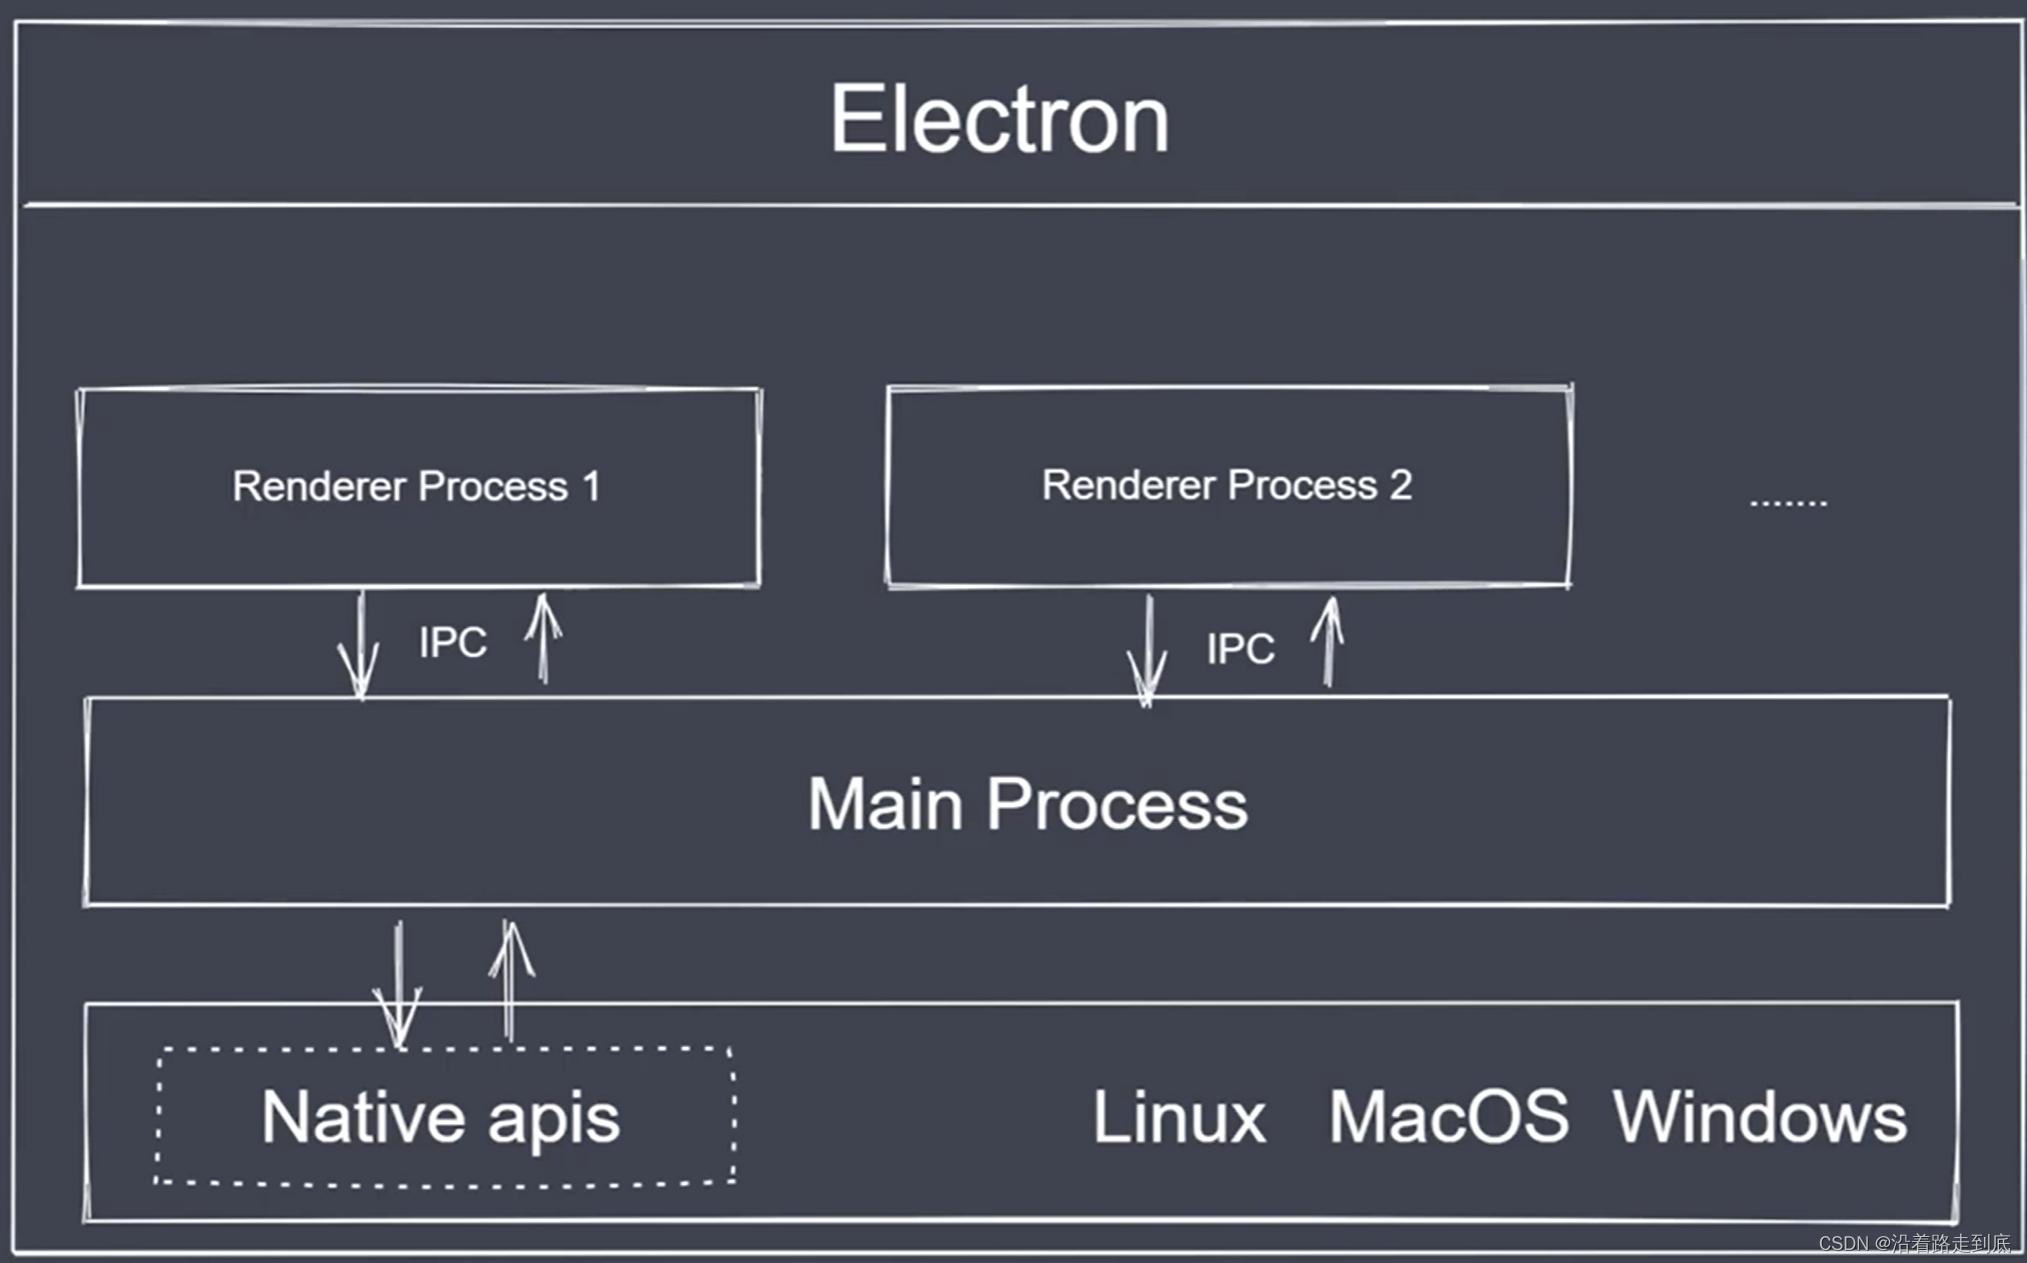 Electron
Renderer Process 1
Renderer Process 2
.......
IPC
IPC
Main Process
Native apis
Linux MacOS Windows
CSDN @沿着路走到底